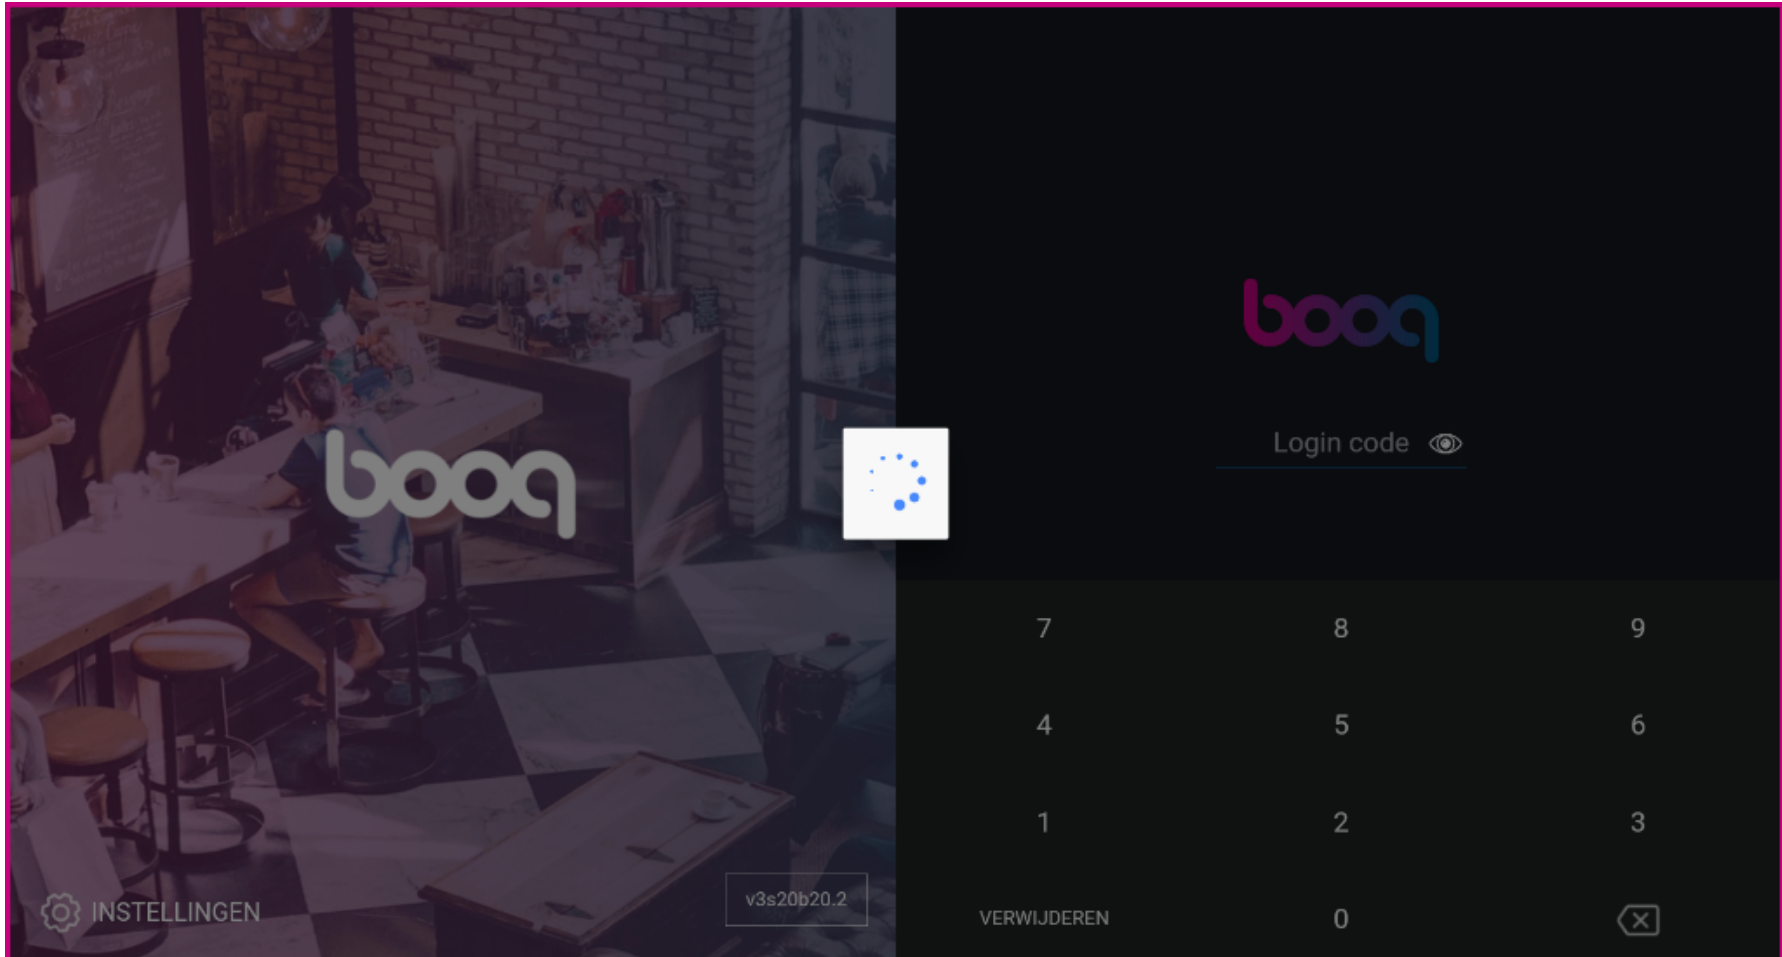 booq
INSTELLINGEN
v3s20b20.2
booq
Login code
7 8 9
4 5 6
1 2 3
VERWIJDEREN 0